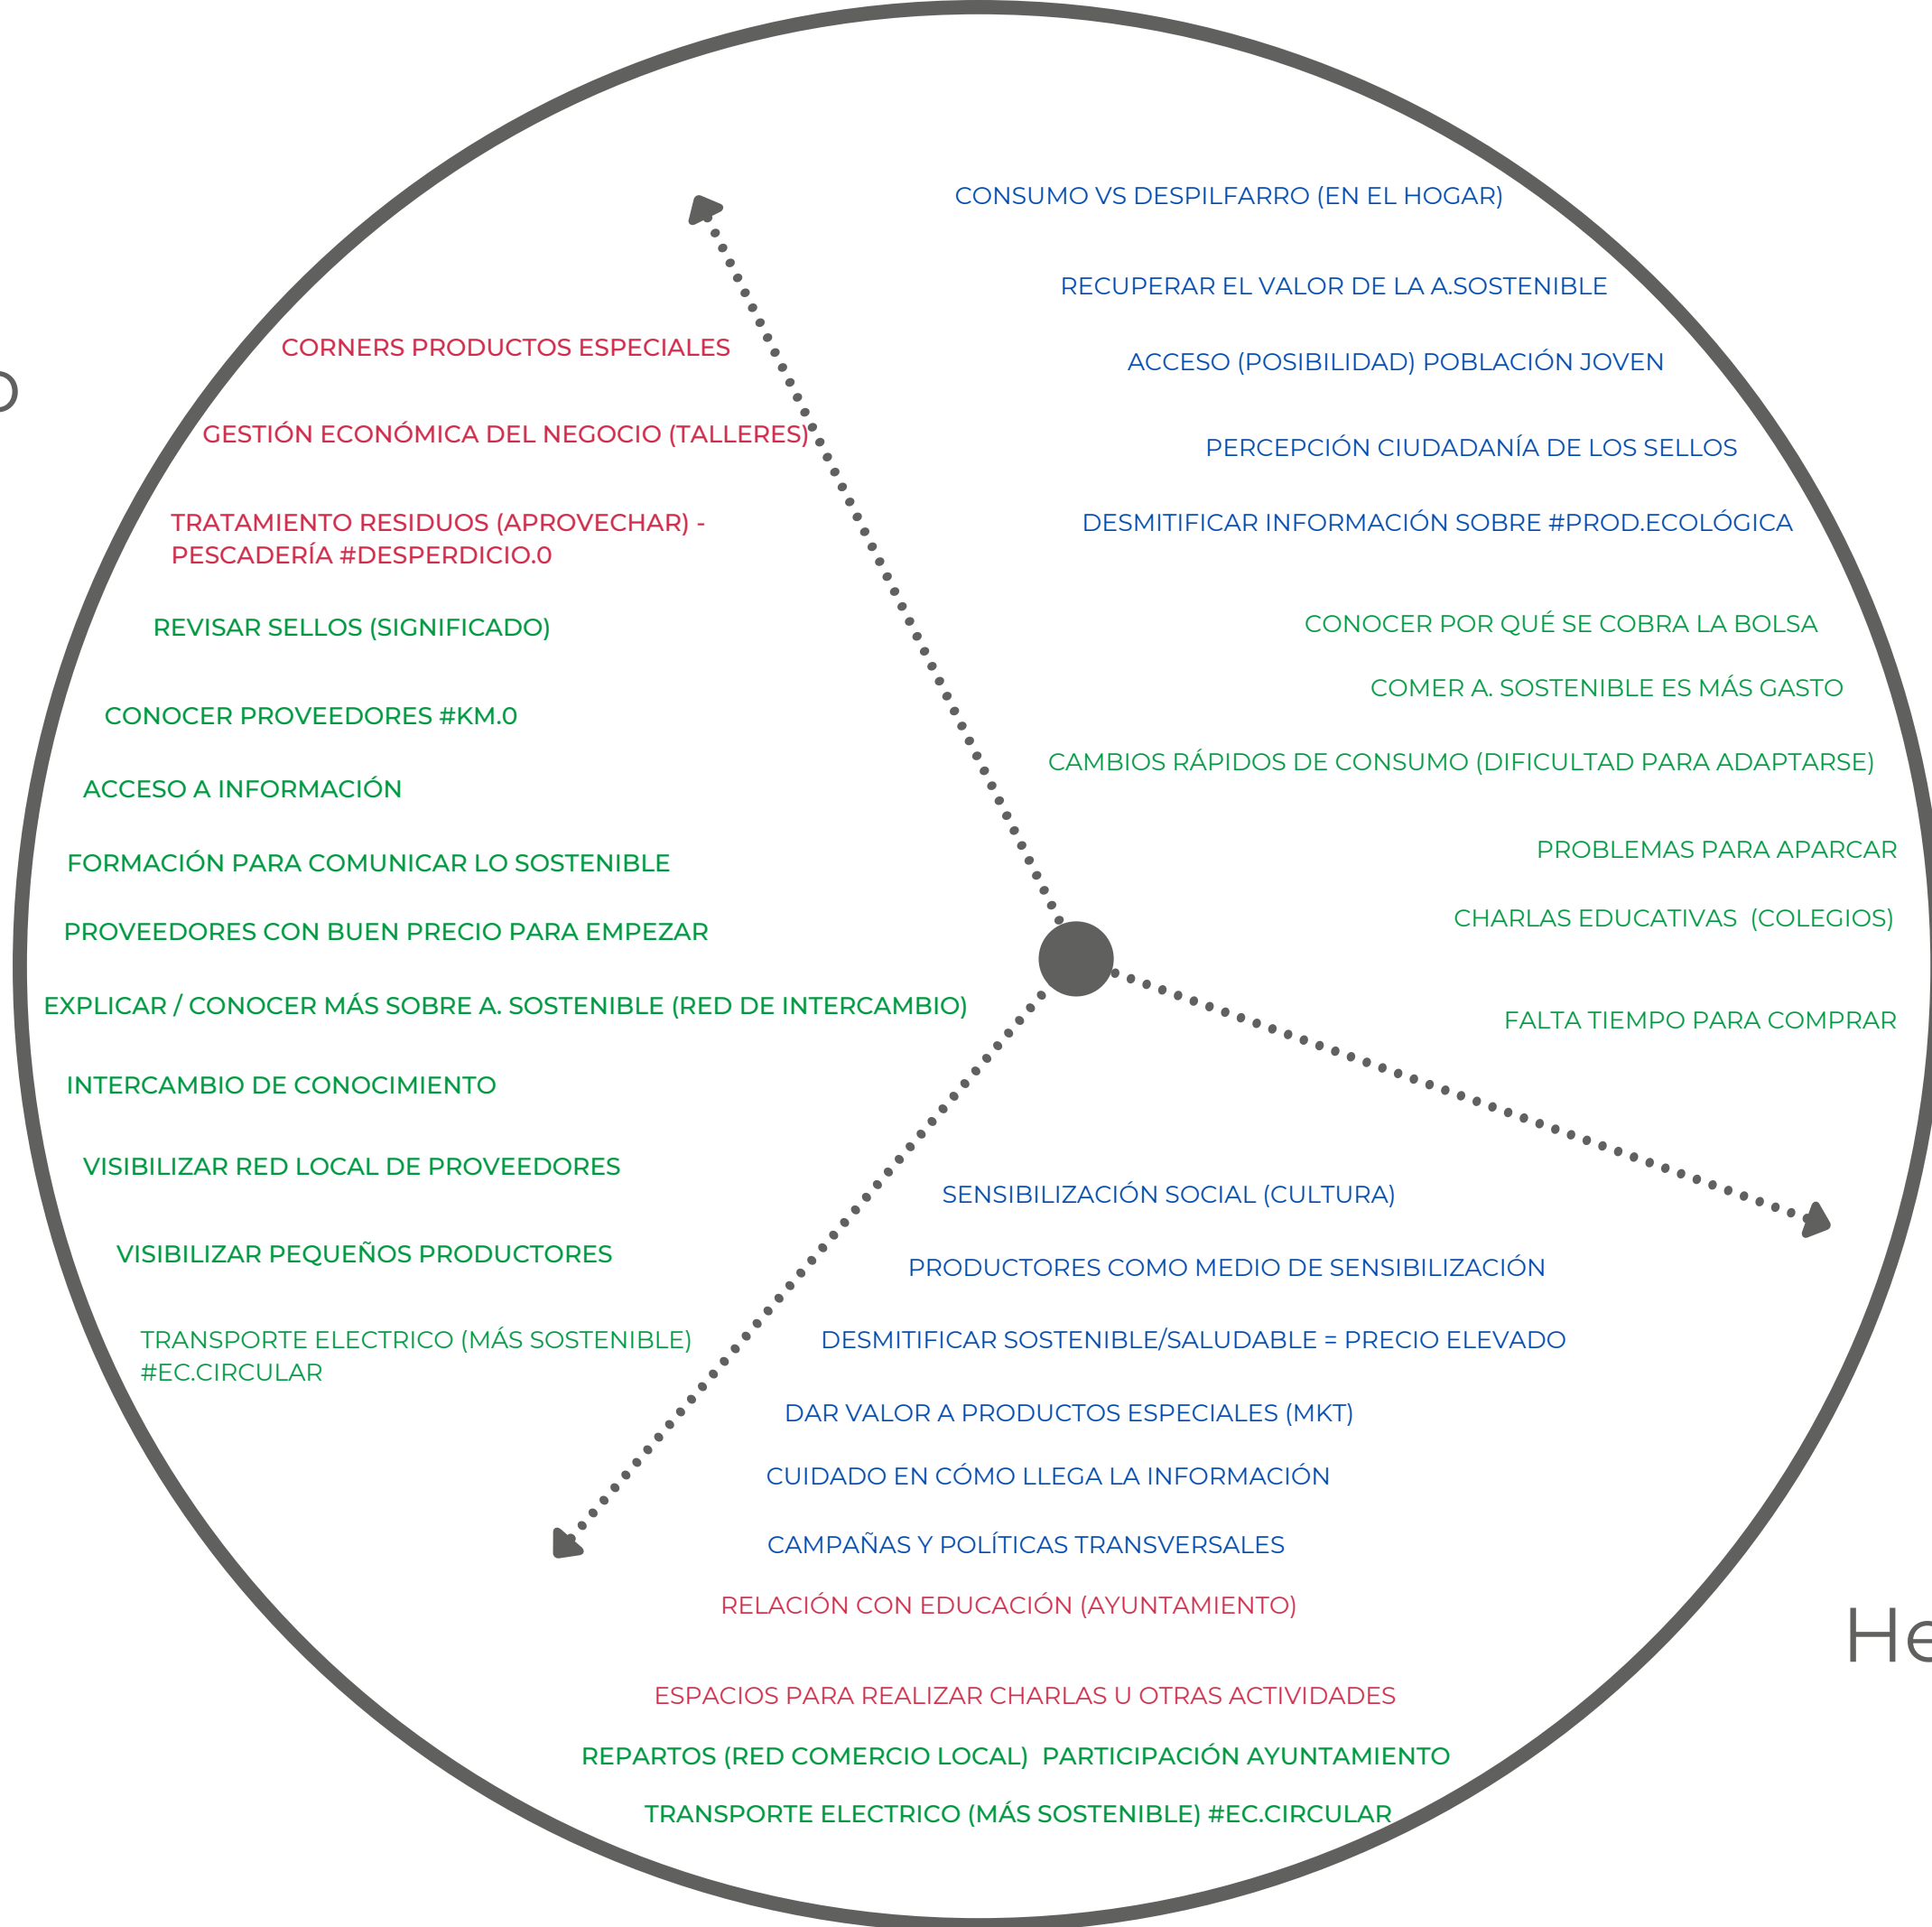 CORNERS PRODUCTOS ESPECIALES
GESTIÓN ECONÓMICA DEL NEGOCIO (TALLERES)
TRATAMIENTO RESIDUOS (APROVECHAR) -
PESCADERÍA #DESPERDICIO.0
REVISAR SELLOS (SIGNIFICADO)
CONOCER PROVEEDORES #KM.0
ACCESO A INFORMACIÓN
FORMACIÓN PARA COMUNICAR LO SOSTENIBLE
PROVEEDORES CON BUEN PRECIO PARA EMPEZAR
EXPLICAR / CONOCER MÁS SOBRE A. SOSTENIBLE (RED DE INTERCAMBIO)
INTERCAMBIO DE CONOCIMIENTO
VISIBILIZAR RED LOCAL DE PROVEEDORES
VISIBILIZAR PEQUEÑOS PRODUCTORES
TRANSPORTE ELECTRICO (MÁS SOSTENIBLE)
#EC.CIRCULAR
CONSUMO VS DESPILFARRO (EN EL HOGAR)
RECUPERAR EL VALOR DE LA A.SOSTENIBLE
ACCESO (POSIBILIDAD) POBLACIÓN JOVEN
PERCEPCIÓN CIUDADANÍA DE LOS SELLOS
DESMITIFICAR INFORMACIÓN SOBRE #PROD.ECOLÓGICA
CONOCER POR QUÉ SE COBRA LA BOLSA
COMER A. SOSTENIBLE ES MÁS GASTO
CAMBIOS RÁPIDOS DE CONSUMO (DIFICULTAD PARA ADAPTARSE)
PROBLEMAS PARA APARCAR
CHARLAS EDUCATIVAS (COLEGIOS)
FALTA TIEMPO PARA COMPRAR
SENSIBILIZACIÓN SOCIAL (CULTURA)
PRODUCTORES COMO MEDIO DE SENSIBILIZACIÓN
DESMITIFICAR SOSTENIBLE/SALUDABLE = PRECIO ELEVADO
DAR VALOR A PRODUCTOS ESPECIALES (MKT)
CUIDADO EN CÓMO LLEGA LA INFORMACIÓN
CAMPAÑAS Y POLÍTICAS TRANSVERSALES
RELACIÓN CON EDUCACIÓN (AYUNTAMIENTO)
ESPACIOS PARA REALIZAR CHARLAS U OTRAS ACTIVIDADES
REPARTOS (RED COMERCIO LOCAL) PARTICIPACIÓN AYUNTAMIENTO
TRANSPORTE ELECTRICO (MÁS SOSTENIBLE) #EC.CIRCULAR